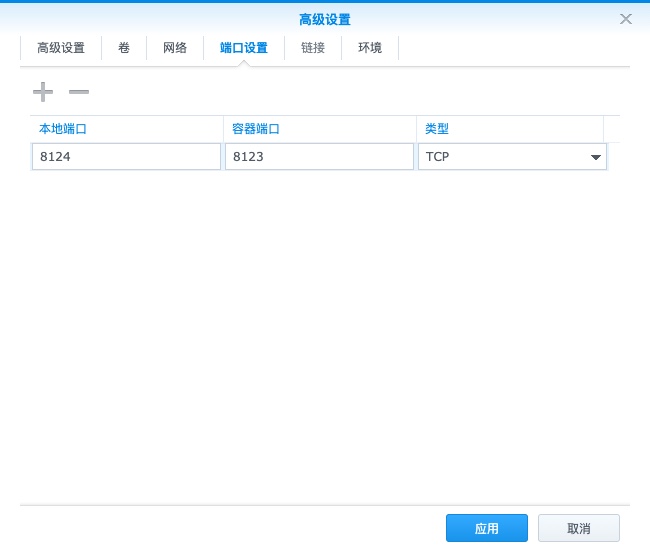 高级设置
高级设置 卷 网络 端口设置 链接 环境
本地端口 容器端口 类型
8124 8123 TCP
应用 取消